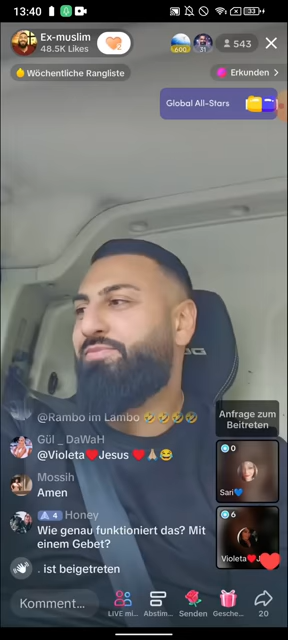 13:40
33
Ex-muslim
48.5K Likes
600
31
543
Wöchentliche Rangliste
Erkunden >
Global All-Stars
@Rambo im Lambo 🤣🤣🤣🤣
Anfrage zum
Beitreten
Gül _ DaWaH
@Violeta♥️Jesus ♥️🙏🏼😂
0
Sari💙
Mossih
Amen
4 Honey
Wie genau funktioniert das? Mit
einem Gebet?
6
Violeta♥️J
. ist beigetreten
Komment...
LIVE mi...
Abstim...
Senden
Gesche...
20